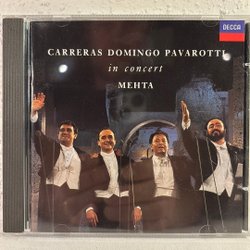 DECCA
CARRERAS DOMINGO PAVAROTTI
in concert
MEHTA